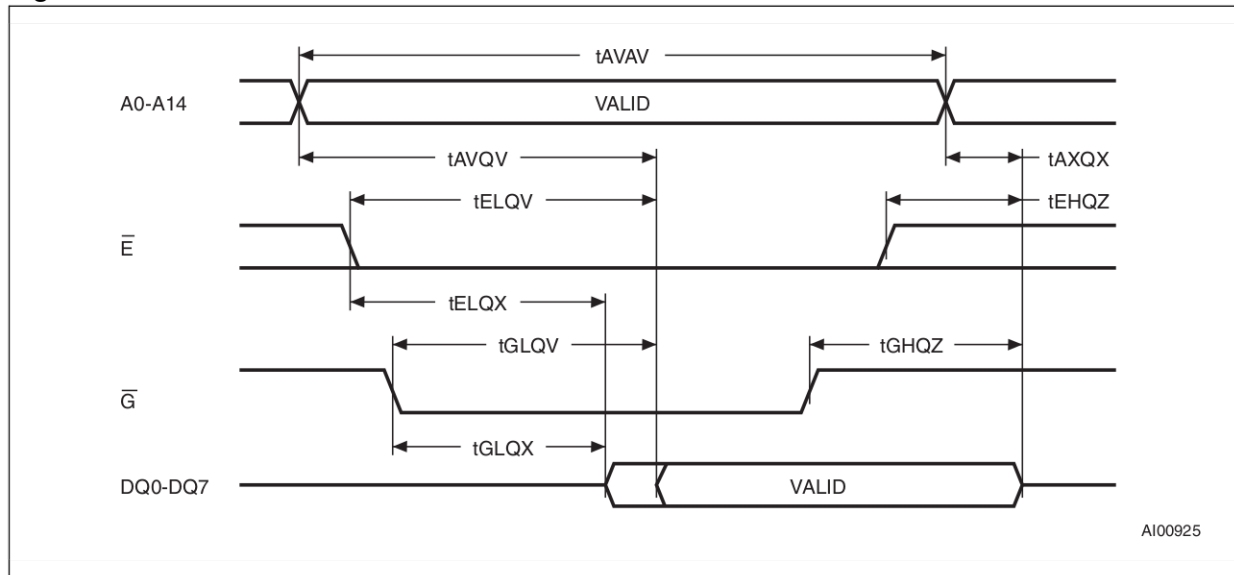 tAVAV
A0-A14
VALID
tAVQV
tAXQX
tELQV
tEHQZ
E̅
tELQX
tGLQV
tGHQZ
G̅
tGLQX
DQ0-DQ7
VALID
AI00925